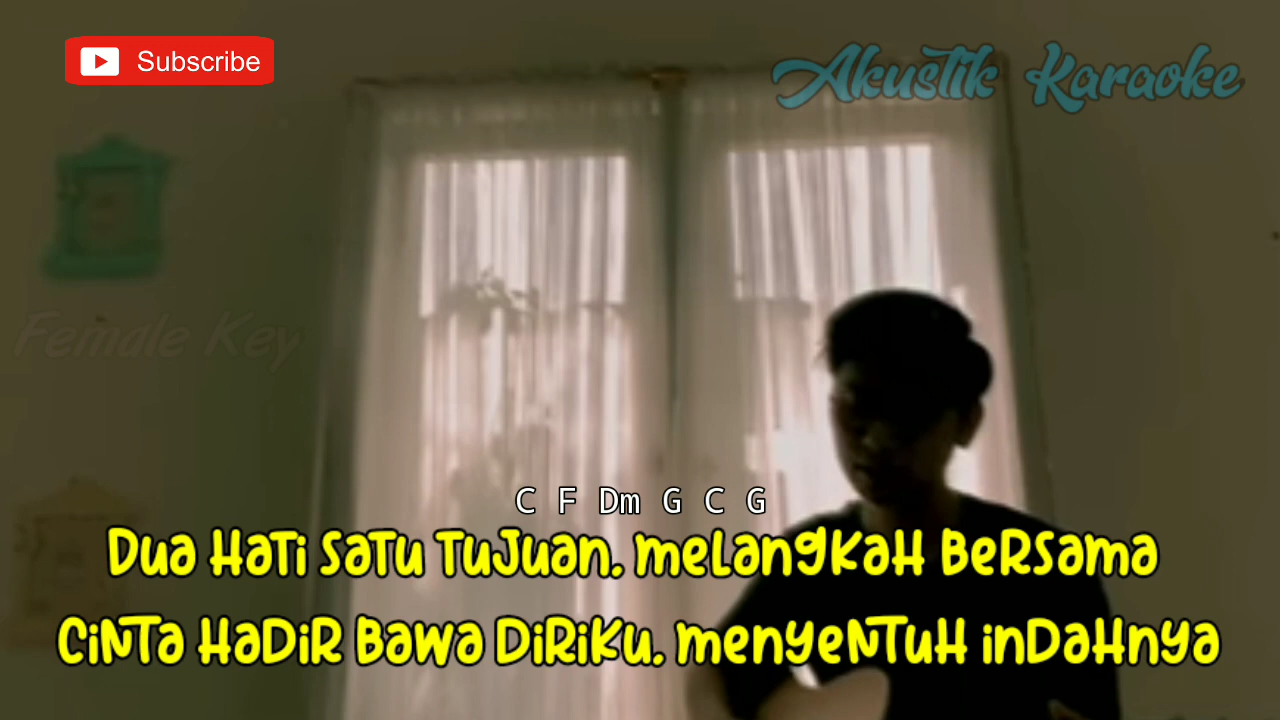 Subscribe
Akustik Karaoke
Female Key
C F Dm G C G
Dua Hati Satu Tujuan. melangkah Bersama
Cinta Hadir Bawa Diriku. menyentuh indahnya